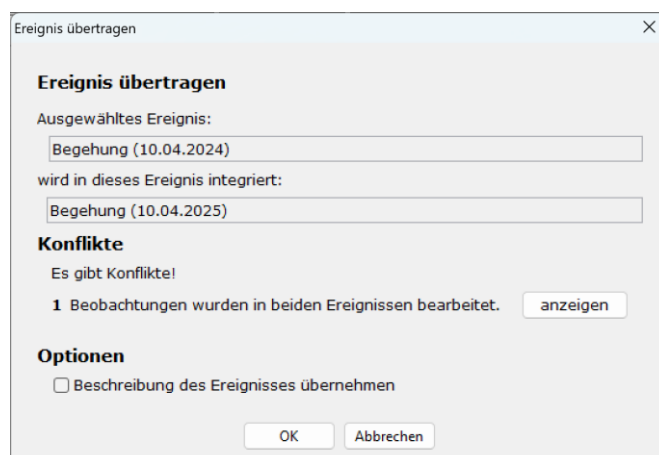 Ereignis übertragen
Ereignis übertragen
Ausgewähltes Ereignis:
Begehung (10.04.2024)
wird in dieses Ereignis integriert:
Begehung (10.04.2025)
Konflikte
Es gibt Konflikte!
1 Beobachtungen wurden in beiden Ereignissen bearbeitet. anzeigen
Optionen
Beschreibung des Ereignisses übernehmen
OK Abbrechen